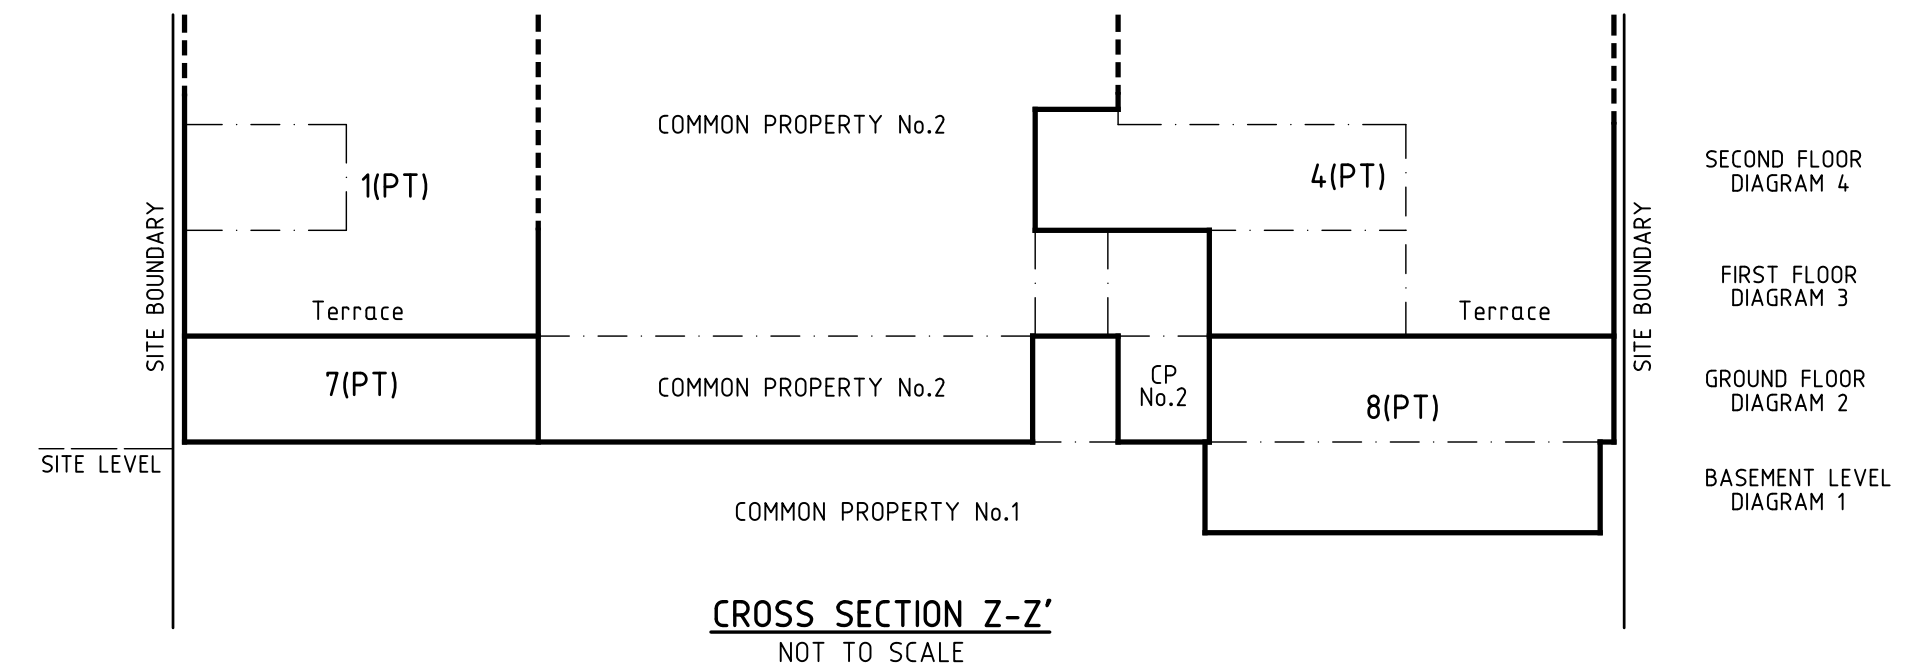 COMMON PROPERTY No.2
SECOND FLOOR
DIAGRAM 4
1(PT)
4(PT)
SITE BOUNDARY
SITE BOUNDARY
FIRST FLOOR
DIAGRAM 3
Terrace
Terrace
7(PT)
COMMON PROPERTY No.2
CP
No.2
8(PT)
GROUND FLOOR
DIAGRAM 2
SITE LEVEL
COMMON PROPERTY No.1
BASEMENT LEVEL
DIAGRAM 1
CROSS SECTION Z-Z'
NOT TO SCALE